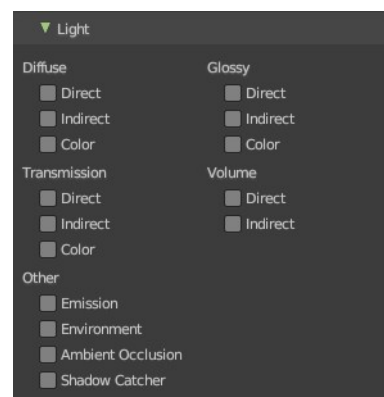 Light
Diffuse
Direct
Indirect
Color
Glossy
Direct
Indirect
Color
Transmission
Direct
Indirect
Color
Volume
Direct
Indirect
Other
Emission
Environment
Ambient Occlusion
Shadow Catcher